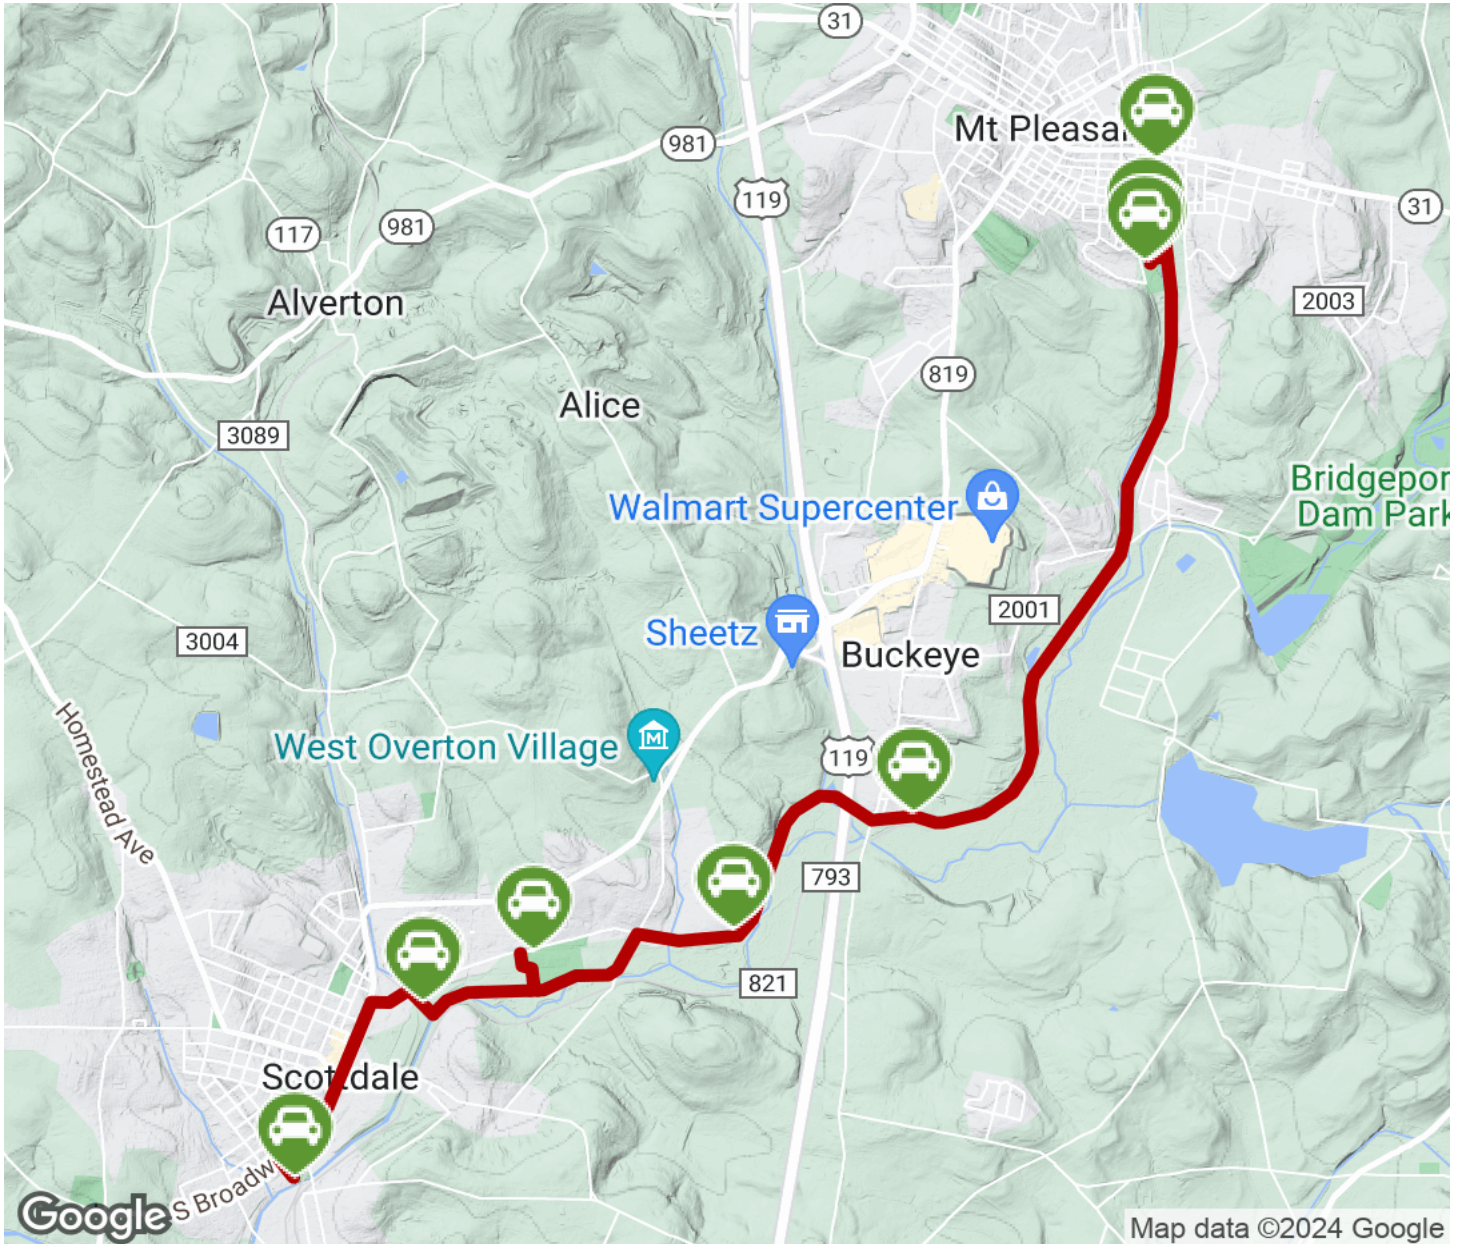 31
Mt Pleasa
981
119
31
117
981
Alverton
2003
819
Alice
3089
Bridgepor
Dam Park
Walmart Supercenter
2001
Sheetz
3004
Buckeye
Homestead Ave
West Overton Village
119
793
821
Scottdale
S Broadw
Google
Map data ©2024 Google